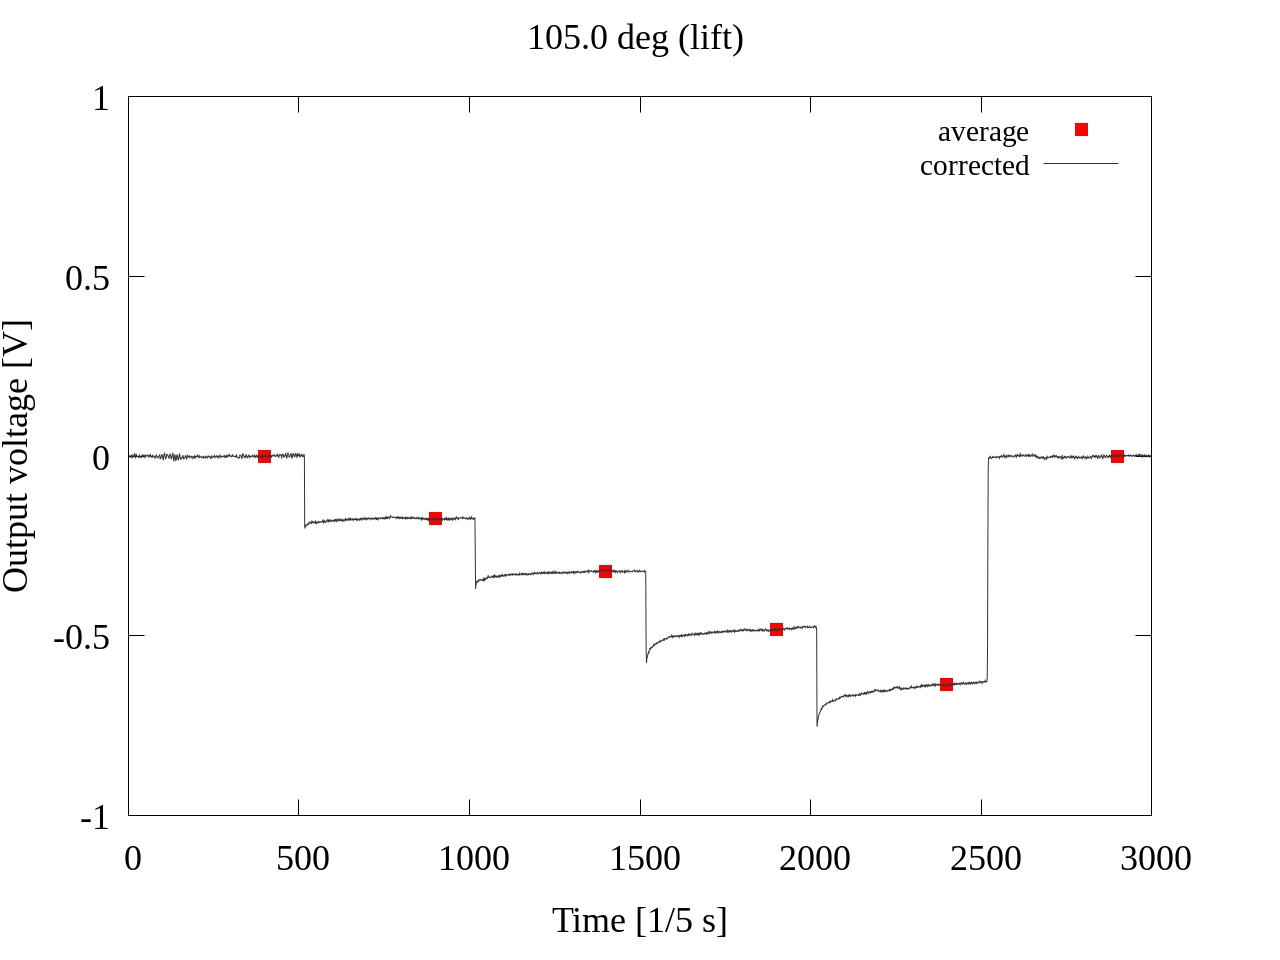 105.0 deg (lift)
average
corrected
1
0.5
0
-0.5
-1
Output voltage [V]
0 500 1000 1500 2000 2500 3000
Time [1/5 s]